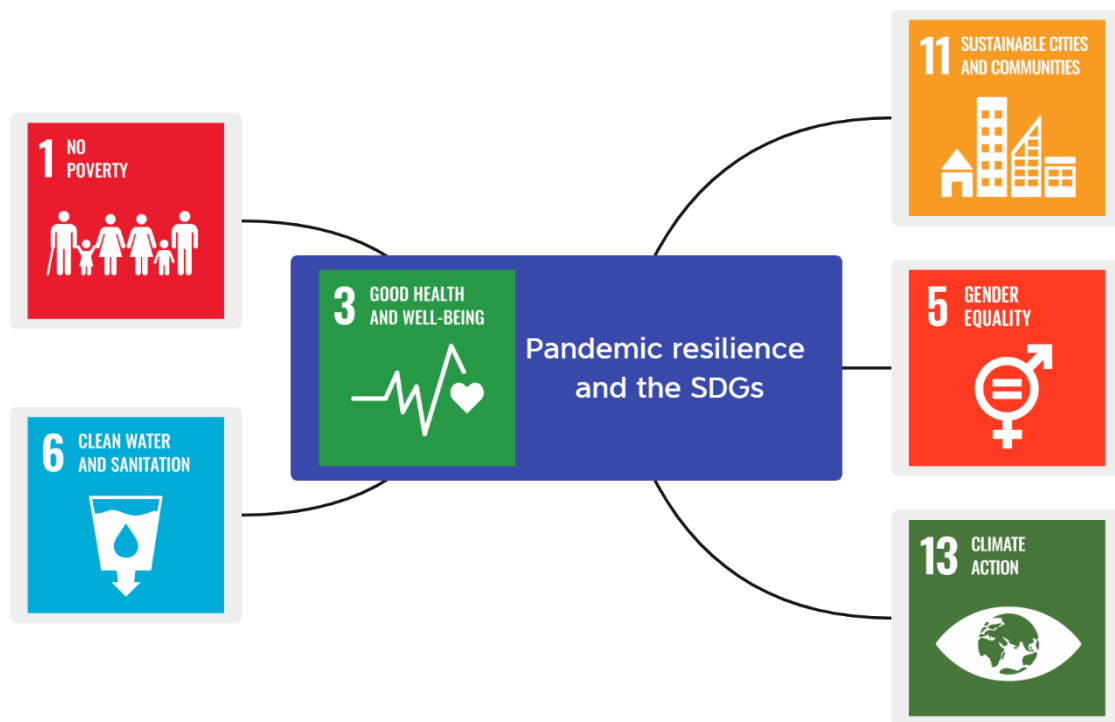 1 NO
POVERTY
6 CLEAN WATER
AND SANITATION
3 GOOD HEALTH
AND WELL-BEING
Pandemic resilience
and the SDGs
11 SUSTAINABLE CITIES
AND COMMUNITIES
5 GENDER
EQUALITY
13 CLIMATE
ACTION